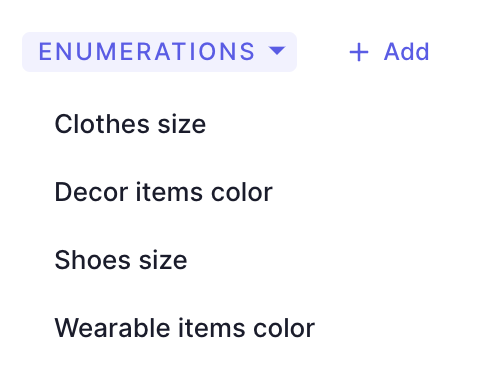 ENUMERATIONS + Add
Clothes size
Decor items color
Shoes size
Wearable items color